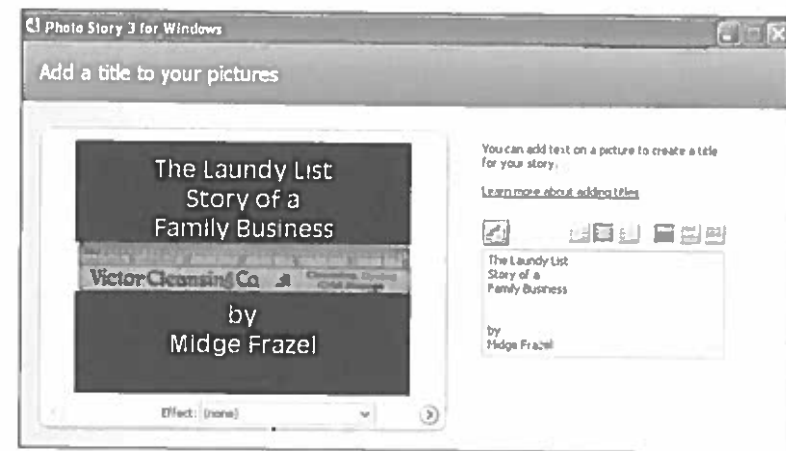 Photo Story 3 for Windows
Add a title to your pictures
The Laundy List
Story of a
Family Business
Victor Cleansing Co.
by
Midge Frazel
Effect: (none)
You can add text on a picture to create a title
for your story.
Learn more about adding titles
The Laundy List
Story of a
Family Business
by
Midge Frazel